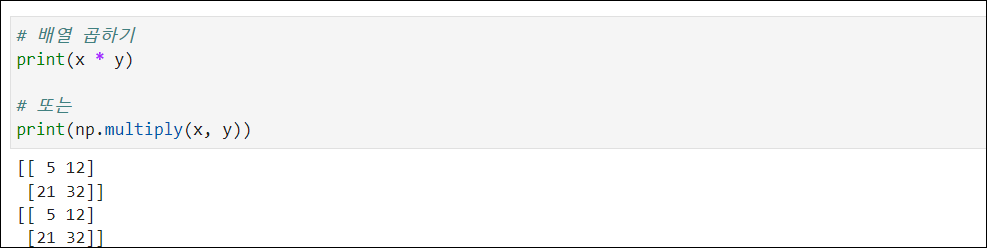 # 배열 곱하기
print(x * y)
# 또는
print(np.multiply(x, y))
[[ 5 12]
 [21 32]]
[[ 5 12]
 [21 32]]